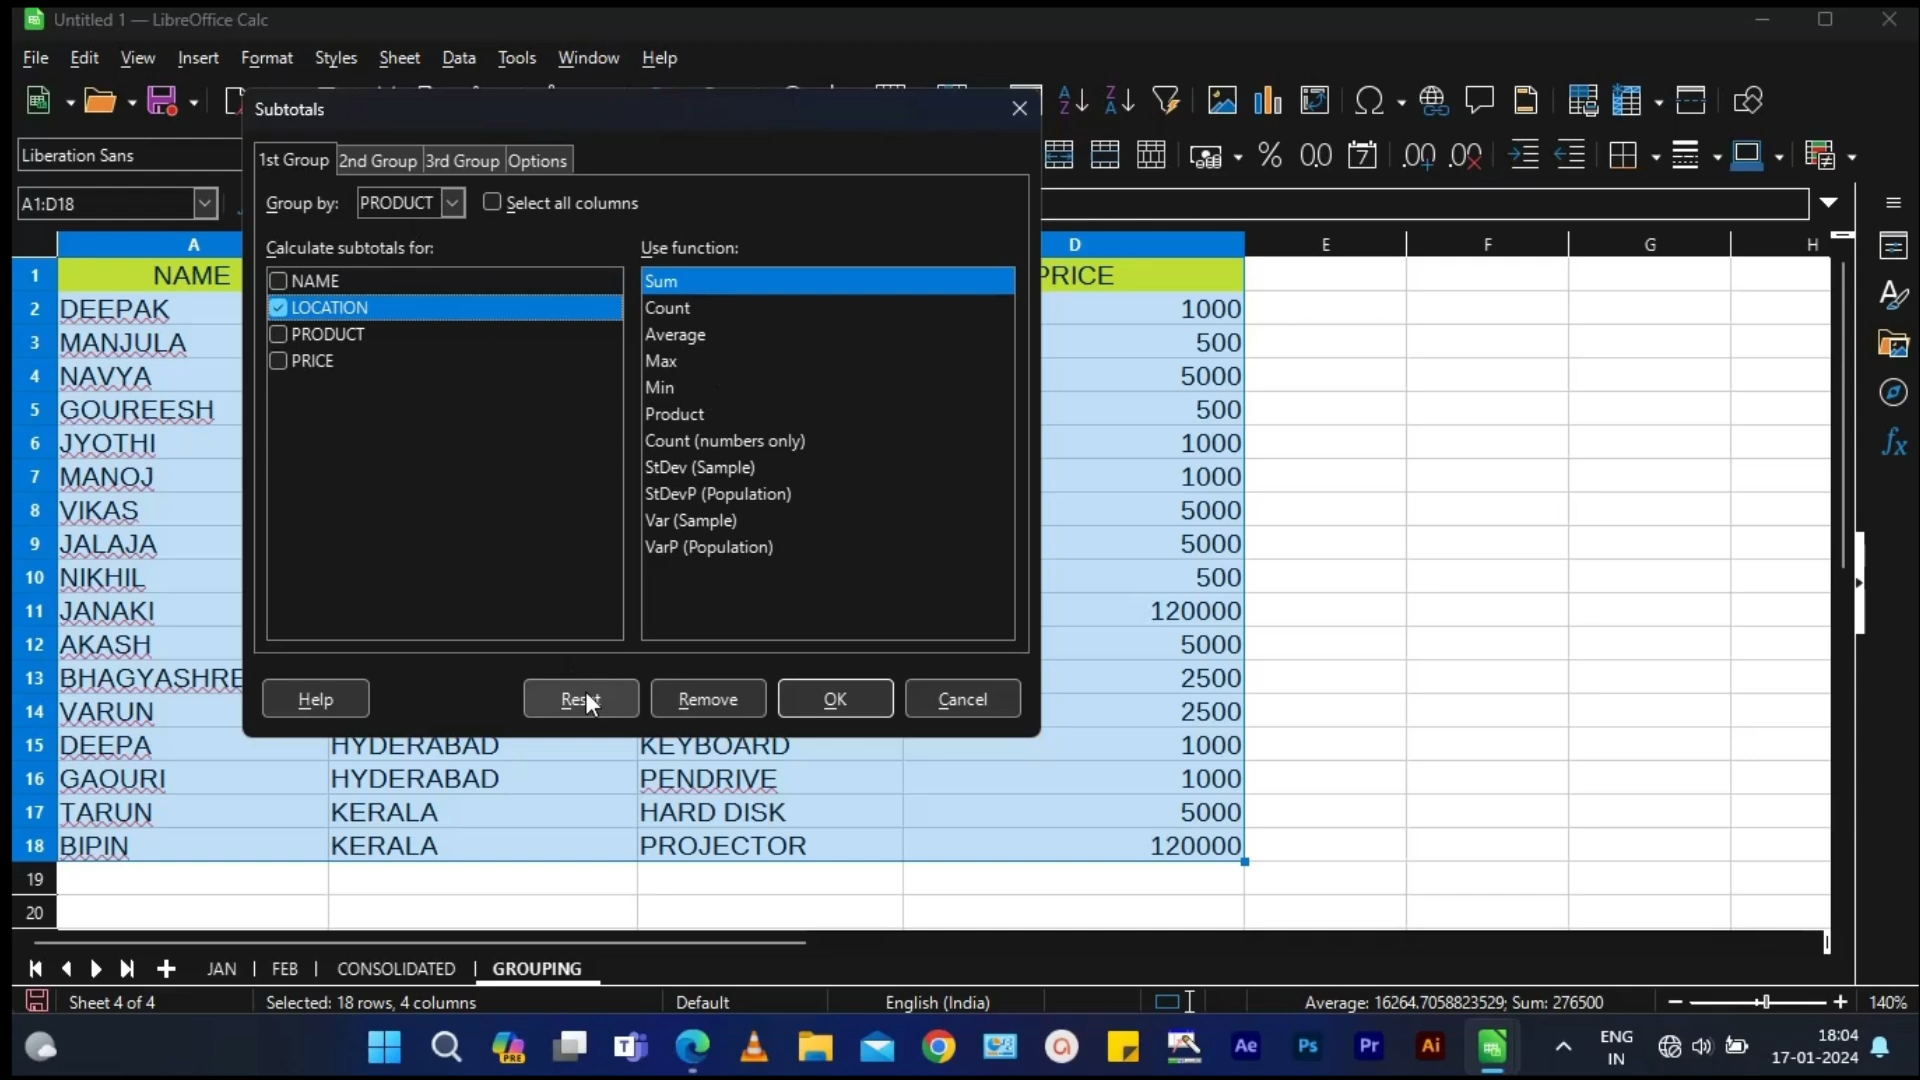 Untitled 1 — LibreOffice Calc
File Edit View Insert Format Styles Sheet Data Tools Window Help
Subtotals
Liberation Sans
1st Group 2nd Group 3rd Group Options
A1:D18
Group by: PRODUCT Select all columns
Calculate subtotals for: Use function:
A D E F G H
NAME Sum
LOCATION Count
PRODUCT Average
PRICE Max
Min
Product
Count (numbers only)
StDev (Sample)
StDevP (Population)
Var (Sample)
VarP (Population)
Help Reset Remove OK Cancel
1 NAME PRICE
2 DEEPAK 1000
3 MANJULA 500
4 NAVYA 5000
5 GOUREESH 500
6 JYOTHI 1000
7 MANOJ 1000
8 VIKAS 5000
9 JALAJA 5000
10 NIKHIL 500
11 JANAKI 120000
12 AKASH 5000
13 BHAGYASHRE 2500
14 VARUN 2500
15 DEEPA HYDERABAD KEYBOARD 1000
16 GAOURI HYDERABAD PENDRIVE 1000
17 TARUN KERALA HARD DISK 5000
18 BIPIN KERALA PROJECTOR 120000
19
20
JAN FEB CONSOLIDATED GROUPING
Sheet 4 of 4 Selected: 18 rows, 4 columns Default English (India) Average: 16264.7058823529; Sum: 276500 140%
ENG 18:04
IN 17-01-2024